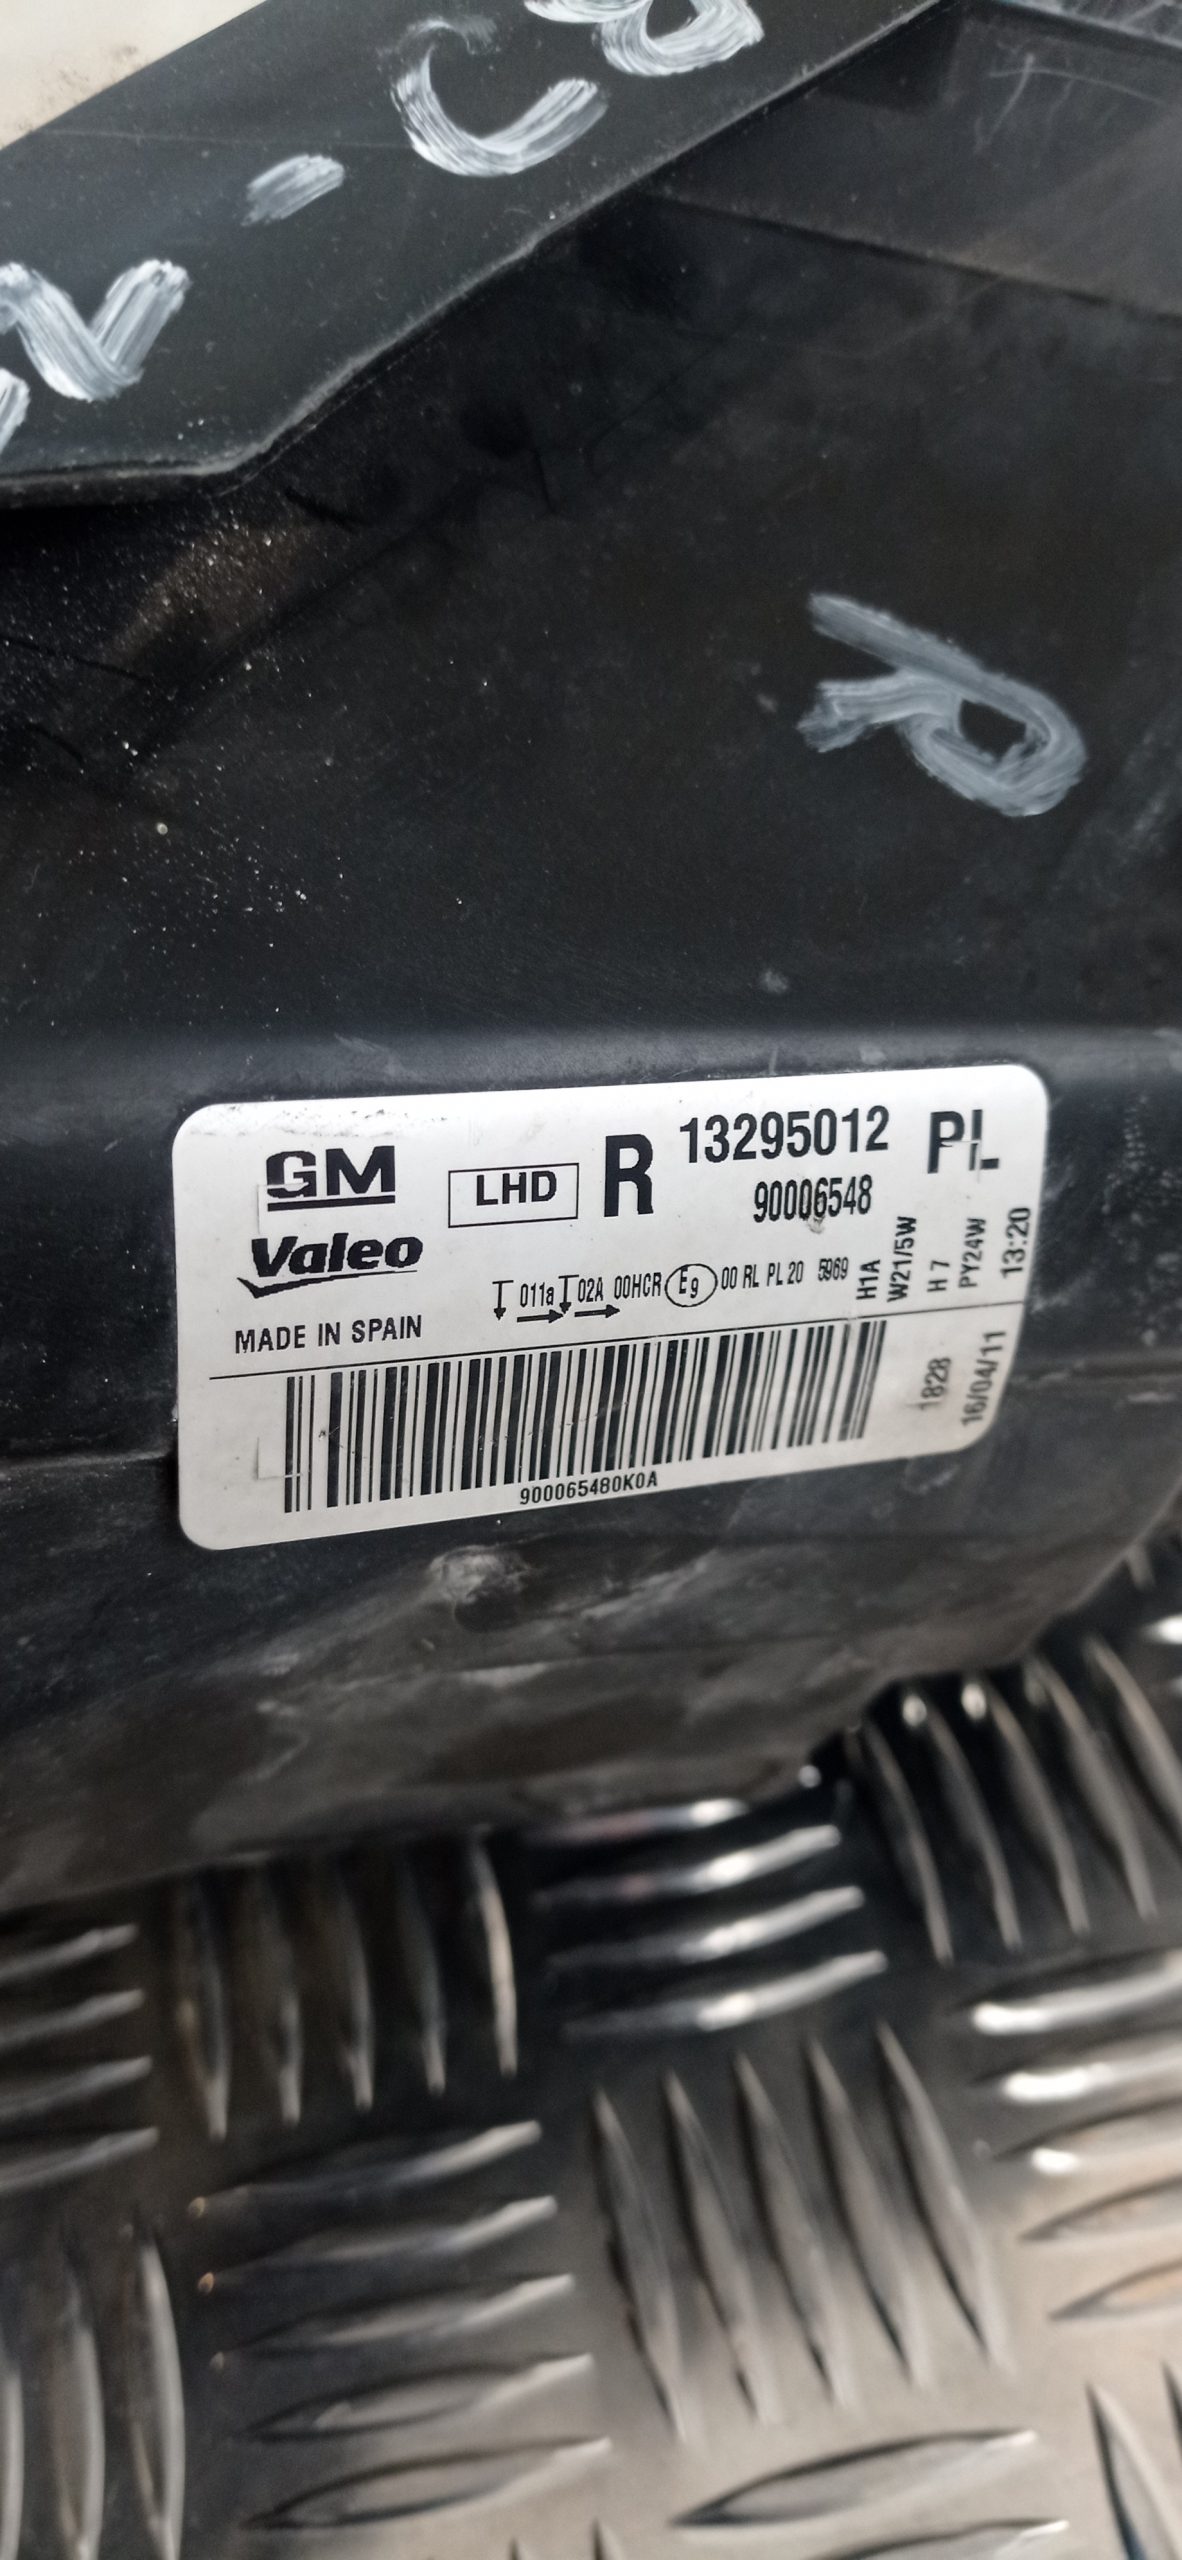 C8
R
GM
LHD
R
13295012
PL
90006548
Valeo
MADE IN SPAIN
011a 02A 00HCR E9 00 RL PL 20 5969
H1A
W21/5W
H 7
PY24W
13:20
900065480K0A
1828
16/04/11